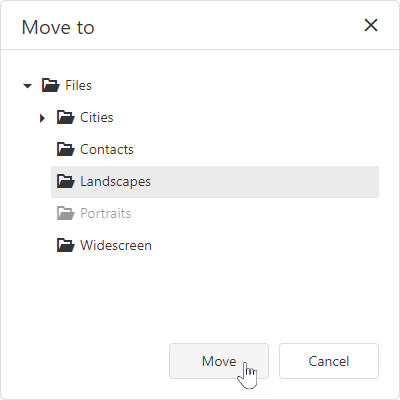 Move to
Files
Cities
Contacts
Landscapes
Portraits
Widescreen
Move
Cancel